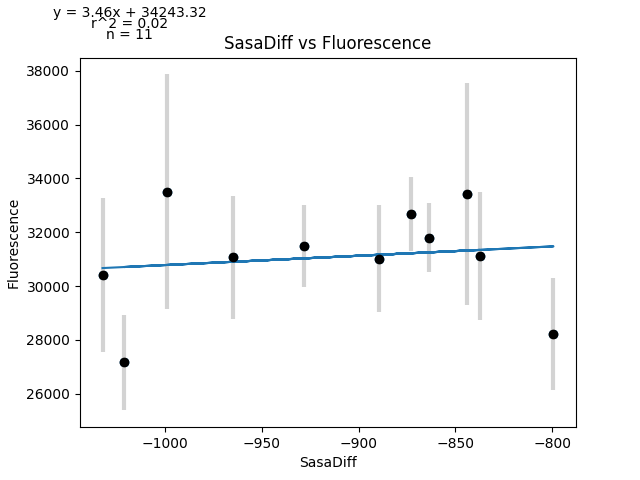 y = 3.46x + 34243.32
r^2 = 0.02
n = 11
SasaDiff vs Fluorescence
38000
36000
34000
32000
30000
28000
26000
Fluorescence
−1000
−950
−900
−850
−800
SasaDiff